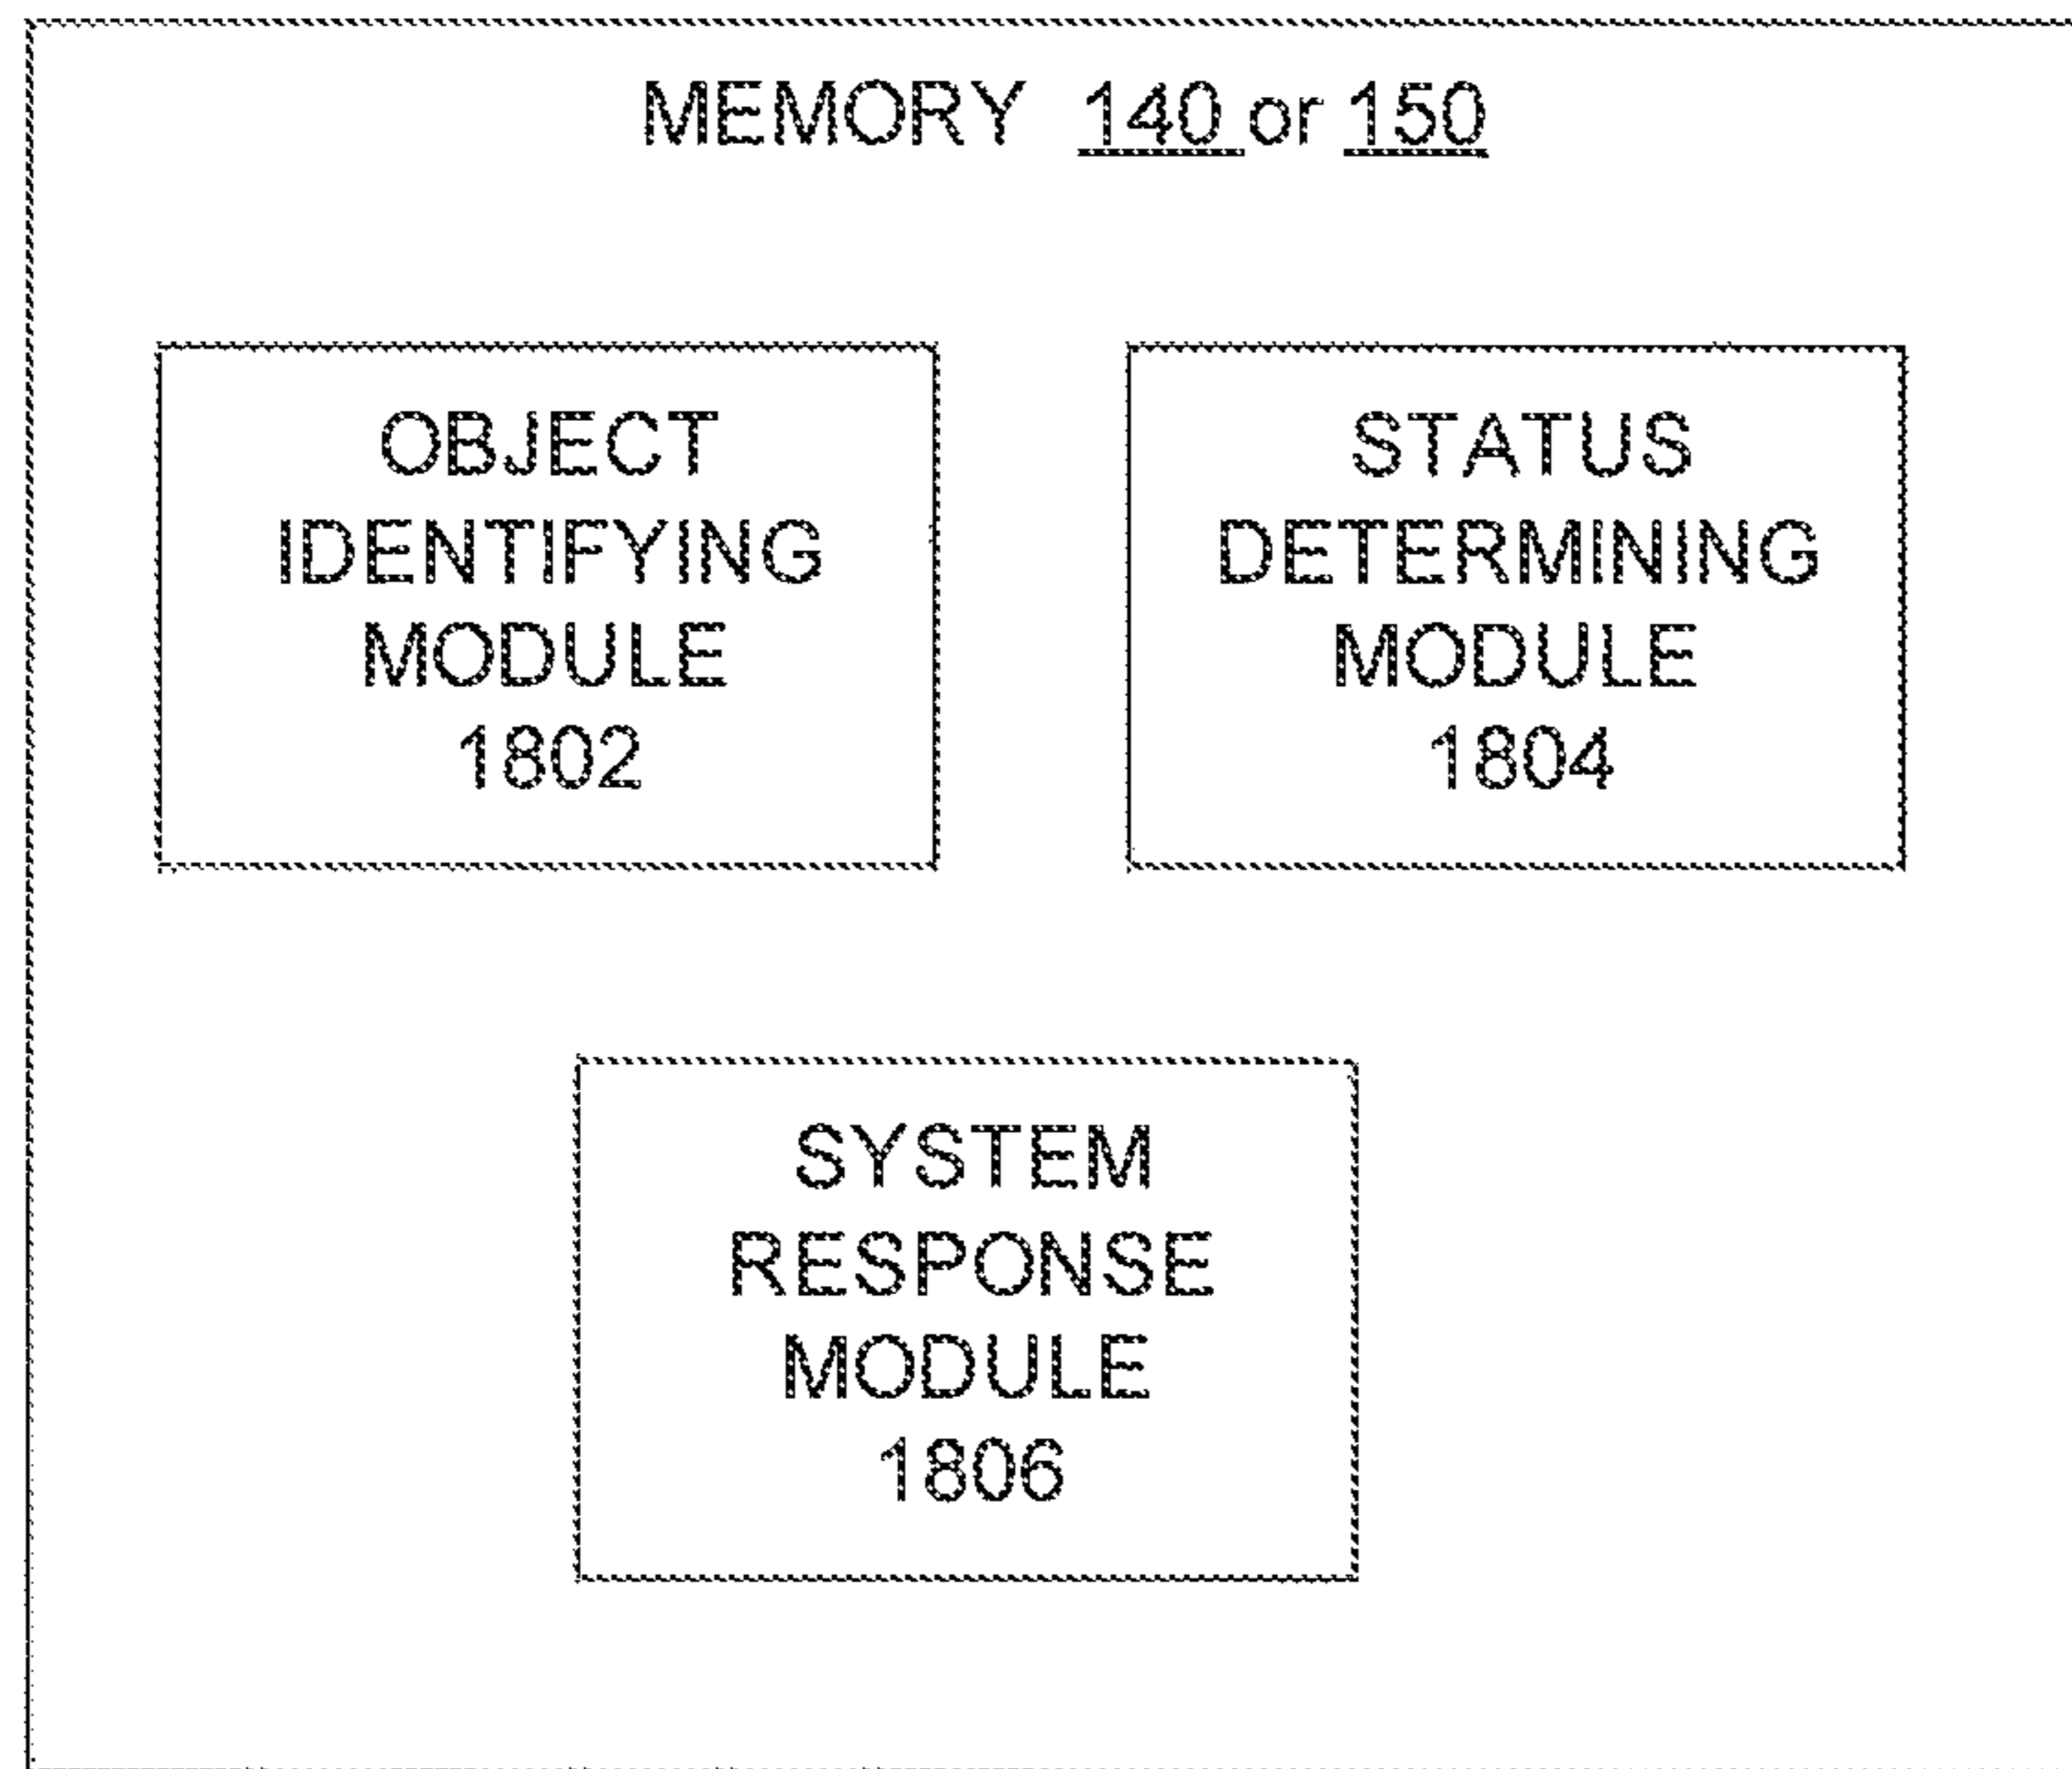 MEMORY 140 or 150
OBJECT
IDENTIFYING
MODULE
1802
STATUS
DETERMINING
MODULE
1804
SYSTEM
RESPONSE
MODULE
1806